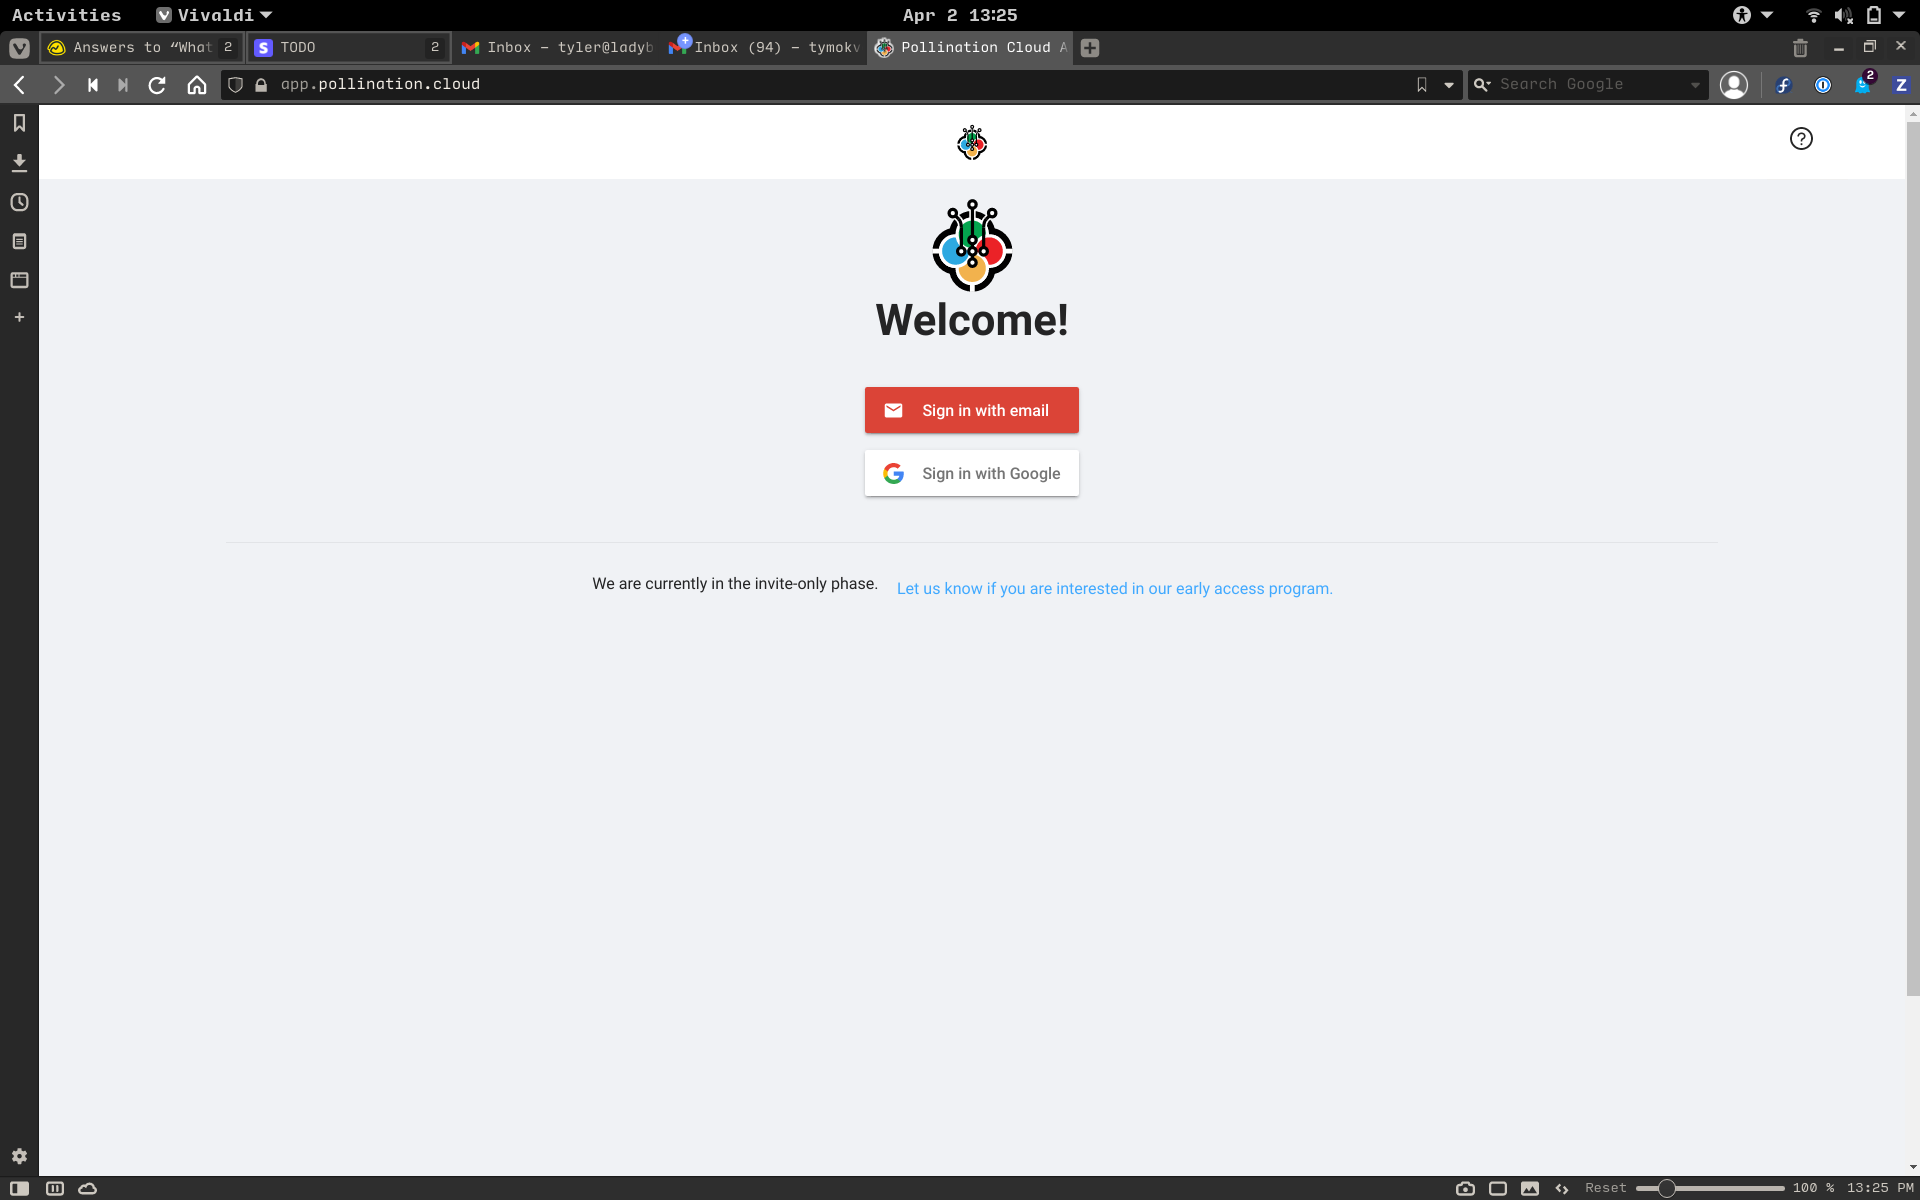 Activities
Vivaldi
Apr 2 13:25
Answers to “What
2
TODO
2
Inbox – tyler@ladyb
Inbox (94) – tymokv
Pollination Cloud A
app.pollination.cloud
Search Google
2
Welcome!
Sign in with email
Sign in with Google
We are currently in the invite-only phase.
Let us know if you are interested in our early access program.
Reset
100 %
13:25 PM